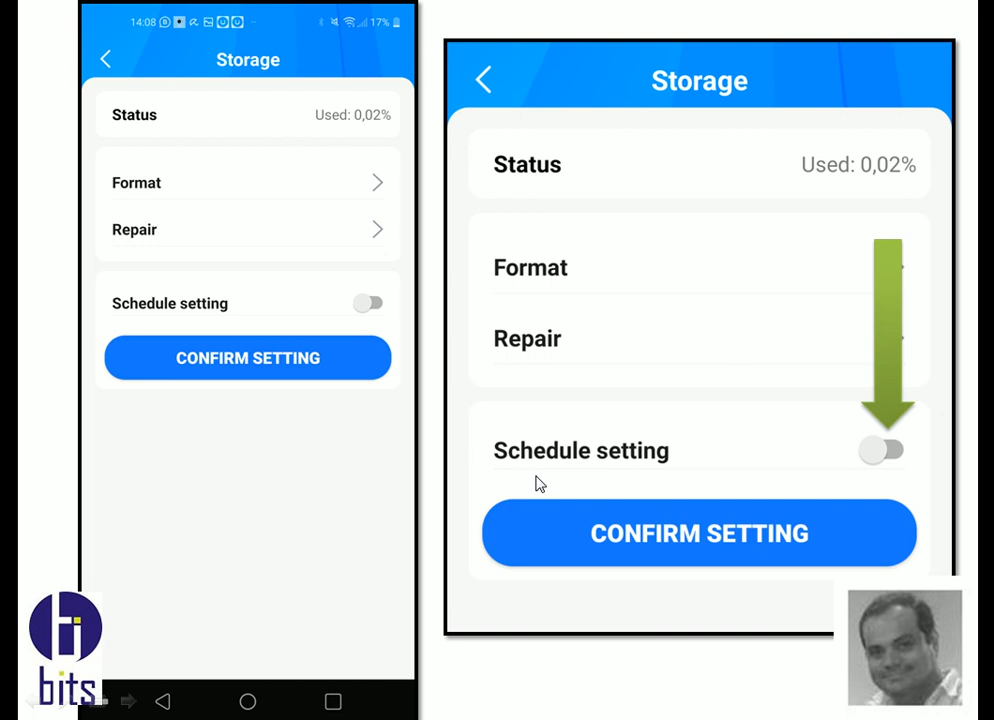 14:08
17%
Storage
Status
Used: 0,02%
Format
Repair
Schedule setting
CONFIRM SETTING
Storage
Status
Used: 0,02%
Format
Repair
Schedule setting
CONFIRM SETTING
bits